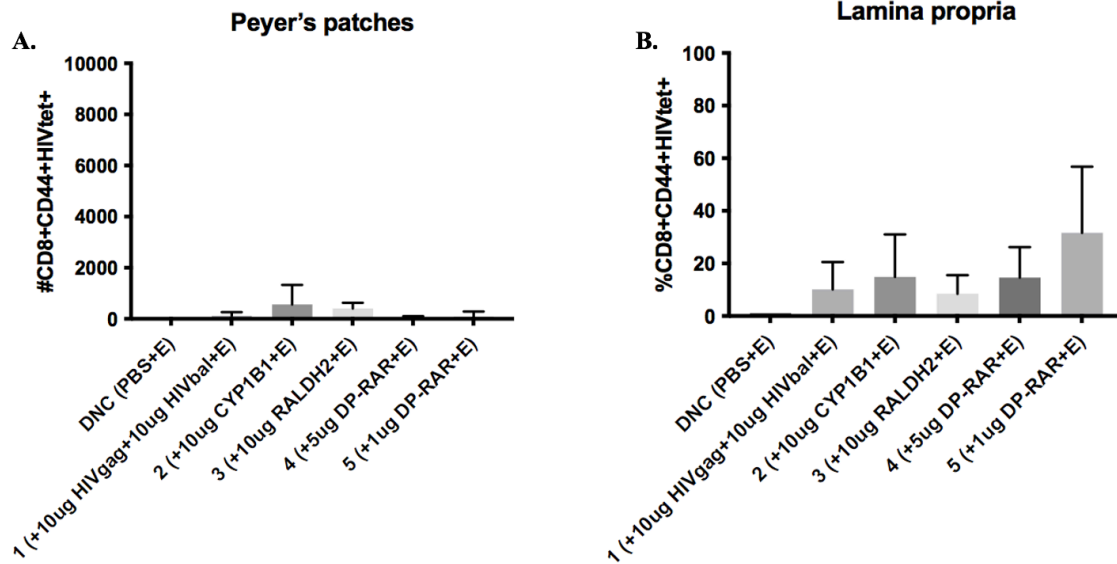 A.
Peyer's patches
#CD8+CD44+HIVtet+
10000
8000
6000
4000
2000
0
DNC (PBS+E)
1 (+10ug HIVgag+10ug HIVbal+E)
2 (+10ug CYP1B1+E)
3 (+10ug RALDH2+E)
4 (+5ug DP-RAR+E)
5 (+1ug DP-RAR+E)
B.
Lamina propria
%CD8+CD44+HIVtet+
100
80
60
40
20
0
DNC (PBS+E)
1 (+10ug HIVgag+10ug HIVbal+E)
2 (+10ug CYP1B1+E)
3 (+10ug RALDH2+E)
4 (+5ug DP-RAR+E)
5 (+1ug DP-RAR+E)